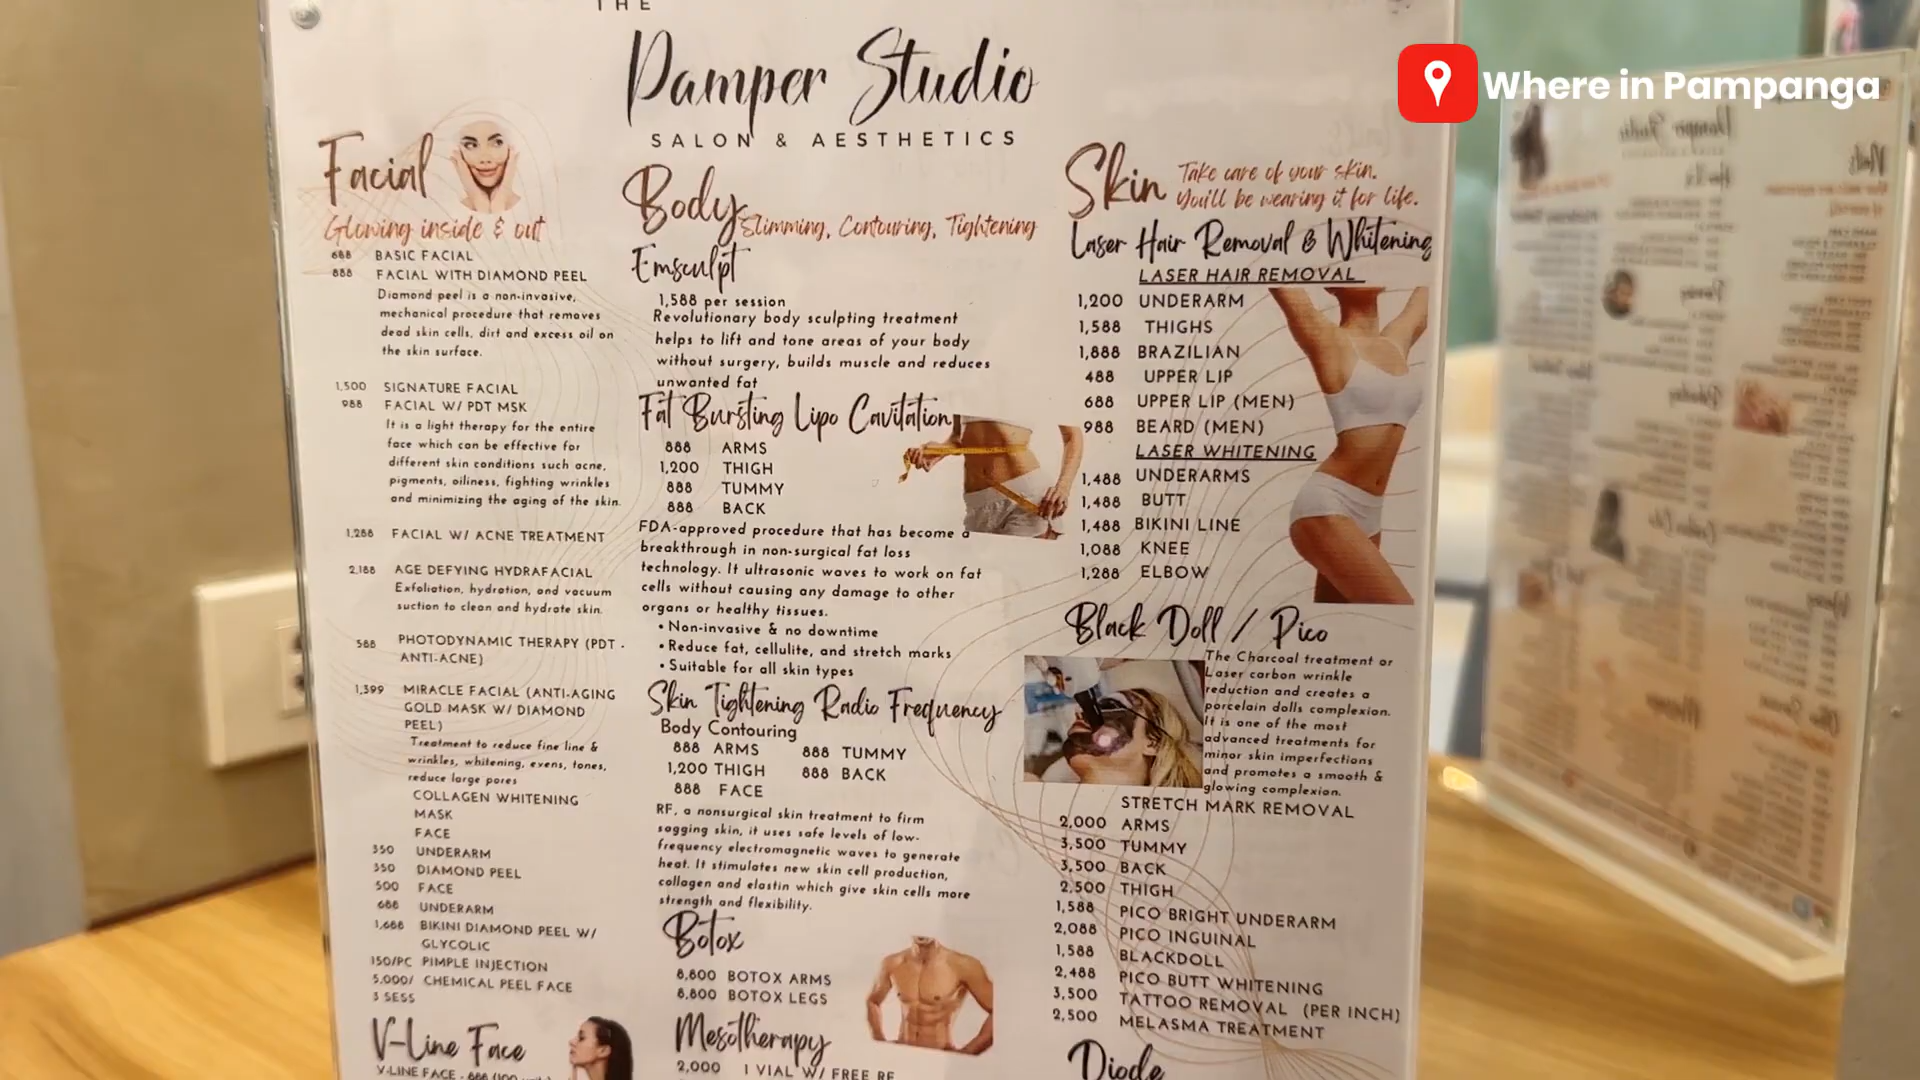 THE
Pamper Studio
SALON & AESTHETICS
Where in Pampanga
Facial
Glowing inside & out
688 BASIC FACIAL
888 FACIAL WITH DIAMOND PEEL
Diamond peel is a non-invasive,
mechanical procedure that removes
dead skin cells, dirt and excess oil on
the skin surface.
1,500 SIGNATURE FACIAL
988 FACIAL W/ PDT MSK
It is a light therapy for the entire
face which can be effective for
different skin conditions such acne,
pigments, oiliness, fighting wrinkles
and minimizing the aging of the skin.
1,288 FACIAL W/ ACNE TREATMENT
2,188 AGE DEFYING HYDRAFACIAL
Exfoliation, hydration, and vacuum
suction to clean and hydrate skin.
588 PHOTODYNAMIC THERAPY (PDT -
ANTI-ACNE)
1,399 MIRACLE FACIAL (ANTI-AGING
GOLD MASK W/ DIAMOND
PEEL)
Treatment to reduce fine line &
wrinkles, whitening, evens, tones,
reduce large pores
COLLAGEN WHITENING
MASK
FACE
350 UNDERARM
350 DIAMOND PEEL
500 FACE
688 UNDERARM
1,688 BIKINI DIAMOND PEEL W/
GLYCOLIC
150/PC PIMPLE INJECTION
5,000/ CHEMICAL PEEL FACE
3 SESS
V-Line Face
V-LINE FACE - 888
Body Slimming, Contouring, Tightening
Emsculpt
1,588 per session
Revolutionary body sculpting treatment
helps to lift and tone areas of your body
without surgery, builds muscle and reduces
unwanted fat
Fat Bursting Lipo Cavitation
888 ARMS
1,200 THIGH
888 TUMMY
888 BACK
FDA-approved procedure that has become a
breakthrough in non-surgical fat loss
technology. It ultrasonic waves to work on fat
cells without causing any damage to other
organs or healthy tissues.
• Non-invasive & no downtime
• Reduce fat, cellulite, and stretch marks
• Suitable for all skin types
Skin Tightening Radio Frequency
Body Contouring
888 ARMS 888 TUMMY
1,200 THIGH 888 BACK
888 FACE
RF, a nonsurgical skin treatment to firm
sagging skin, it uses safe levels of low-
frequency electromagnetic waves to generate
heat. It stimulates new skin cell production,
collagen and elastin which give skin cells more
strength and flexibility.
Botox
8,800 BOTOX ARMS
8,800 BOTOX LEGS
Mesotherapy
2,000 1 VIAL W/ FREE RF
Skin Take care of your skin.
You'll be wearing it for life.
Laser Hair Removal & Whitening
LASER HAIR REMOVAL
1,200 UNDERARM
1,588 THIGHS
1,888 BRAZILIAN
488 UPPER LIP
688 UPPER LIP (MEN)
988 BEARD (MEN)
LASER WHITENING
1,488 UNDERARMS
1,488 BUTT
1,488 BIKINI LINE
1,088 KNEE
1,288 ELBOW
Black Doll / Pico
The Charcoal treatment or
Laser carbon wrinkle
reduction and creates a
porcelain dolls complexion.
It is one of the most
advanced treatments for
minor skin imperfections
and promotes a smooth &
glowing complexion.
STRETCH MARK REMOVAL
2,000 ARMS
3,500 TUMMY
3,500 BACK
2,500 THIGH
1,588 PICO BRIGHT UNDERARM
2,088 PICO INGUINAL
1,588 BLACKDOLL
2,488 PICO BUTT WHITENING
3,500 TATTOO REMOVAL (PER INCH)
2,500 MELASMA TREATMENT
Diode